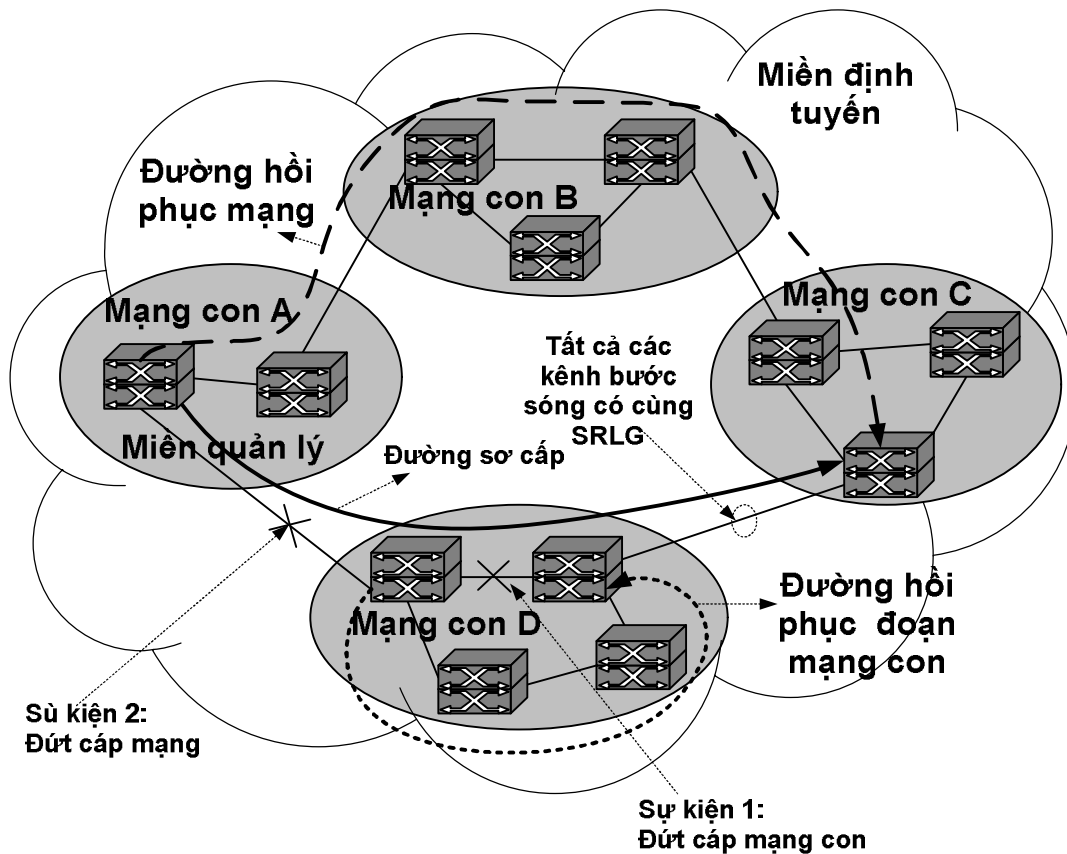 Miền định
tuyến
Đường hồi
phục mạng
Mạng con B
Mạng con A
Mạng con C
Tất cả các
kênh bước
sóng có cùng
SRLG
Miên quản lý
Đường sơ cấp
Đường hồi
phục đoạn
mạng con
Mạng con D
Sù kiện 2:
Đứt cáp mạng
Sự kiện 1:
Đứt cáp mạng con